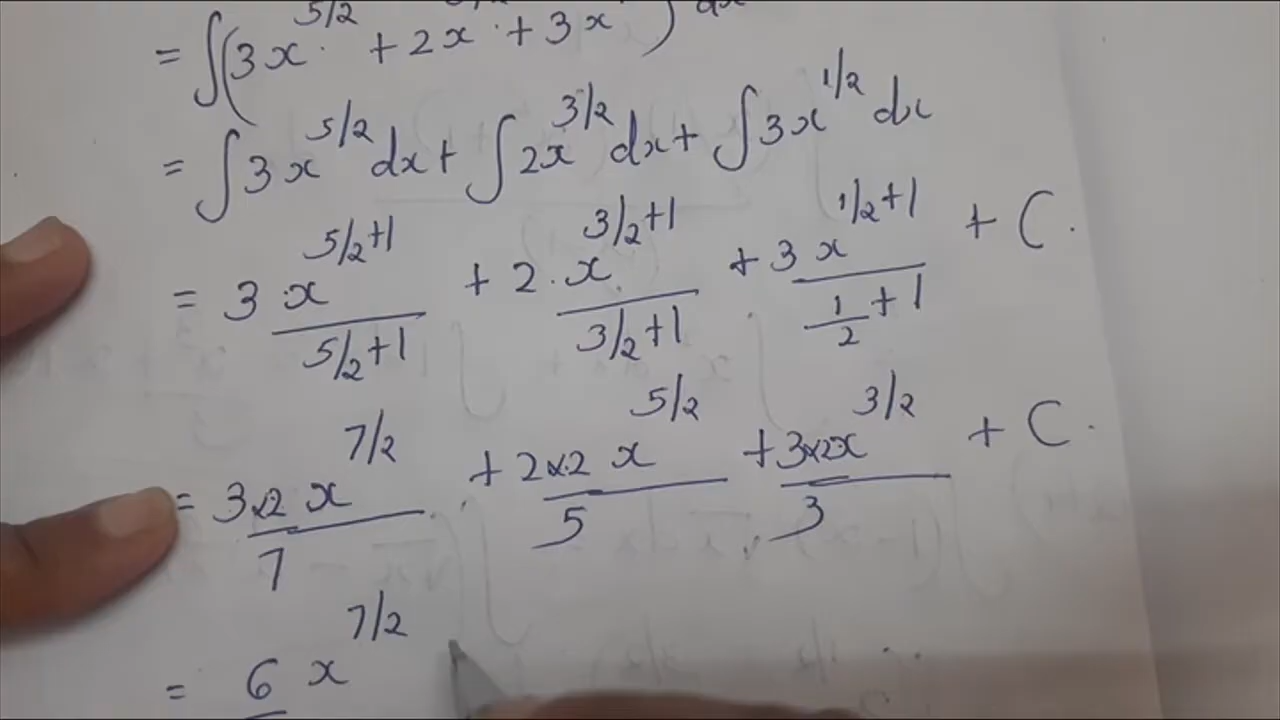 = ∫(3x^5/2 + 2x + 3x ) dx
= ∫3x^5/2 dx + ∫2x^3/2 dx + ∫3x^1/2 dx
= 3 x^5/2+1 / 5/2+1 + 2. x^3/2+1 / 3/2+1 + 3 x^1/2+1 / 1/2+1 + C.
= 3×2 x^7/2 / 7 + 2×2 x^5/2 / 5 + 3×2x^3/2 / 3 + C.
= 6 x^7/2